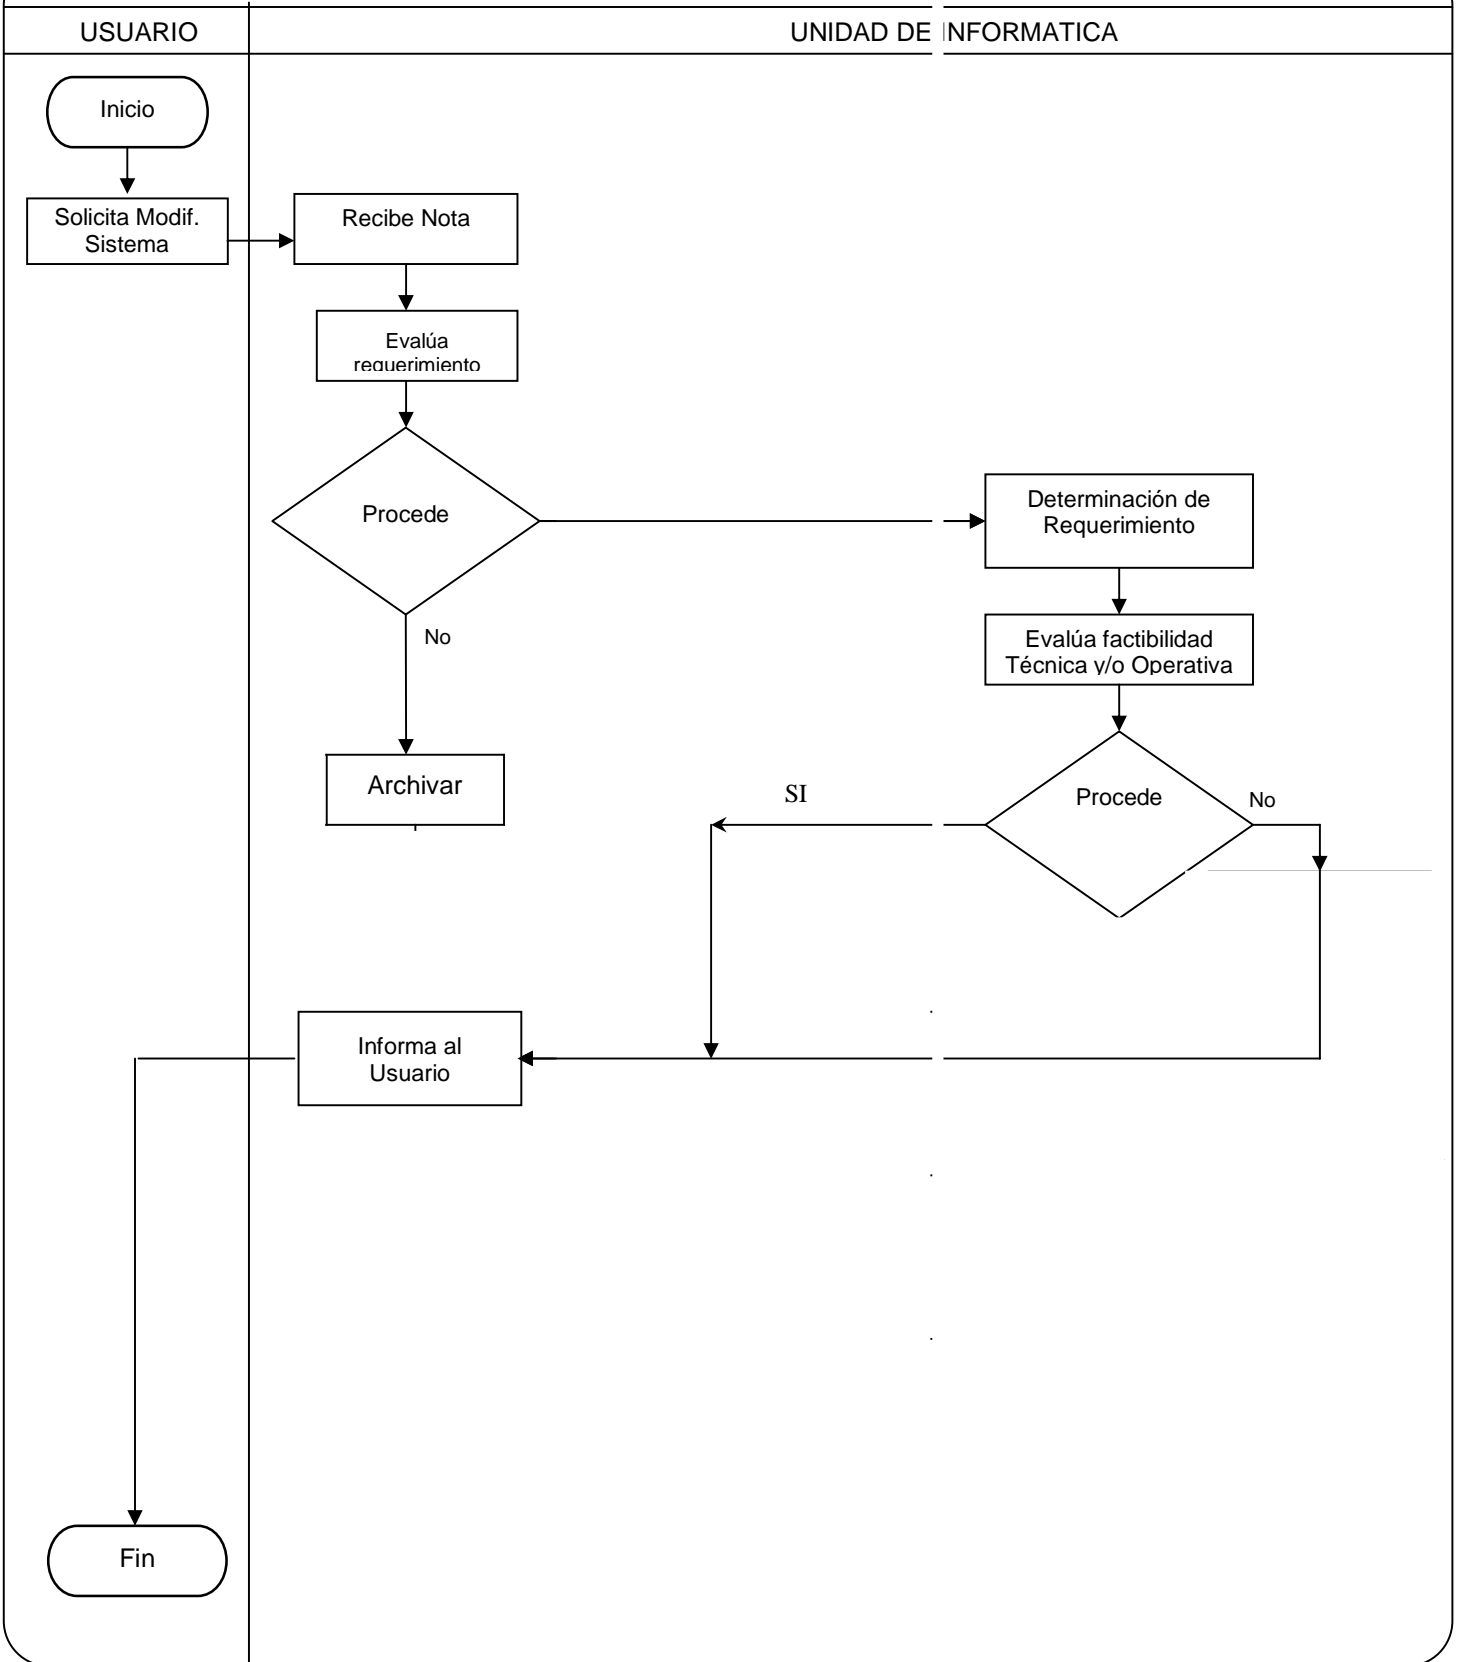 USUARIO
UNIDAD DE INFORMATICA
Inicio
Solicita Modif.
Sistema
Recibe Nota
Evalúa
requerimiento
Procede
No
Archivar
Determinación de
Requerimiento
Evalúa factibilidad
Técnica y/o Operativa
Procede
SI
No
Informa al
Usuario
Fin